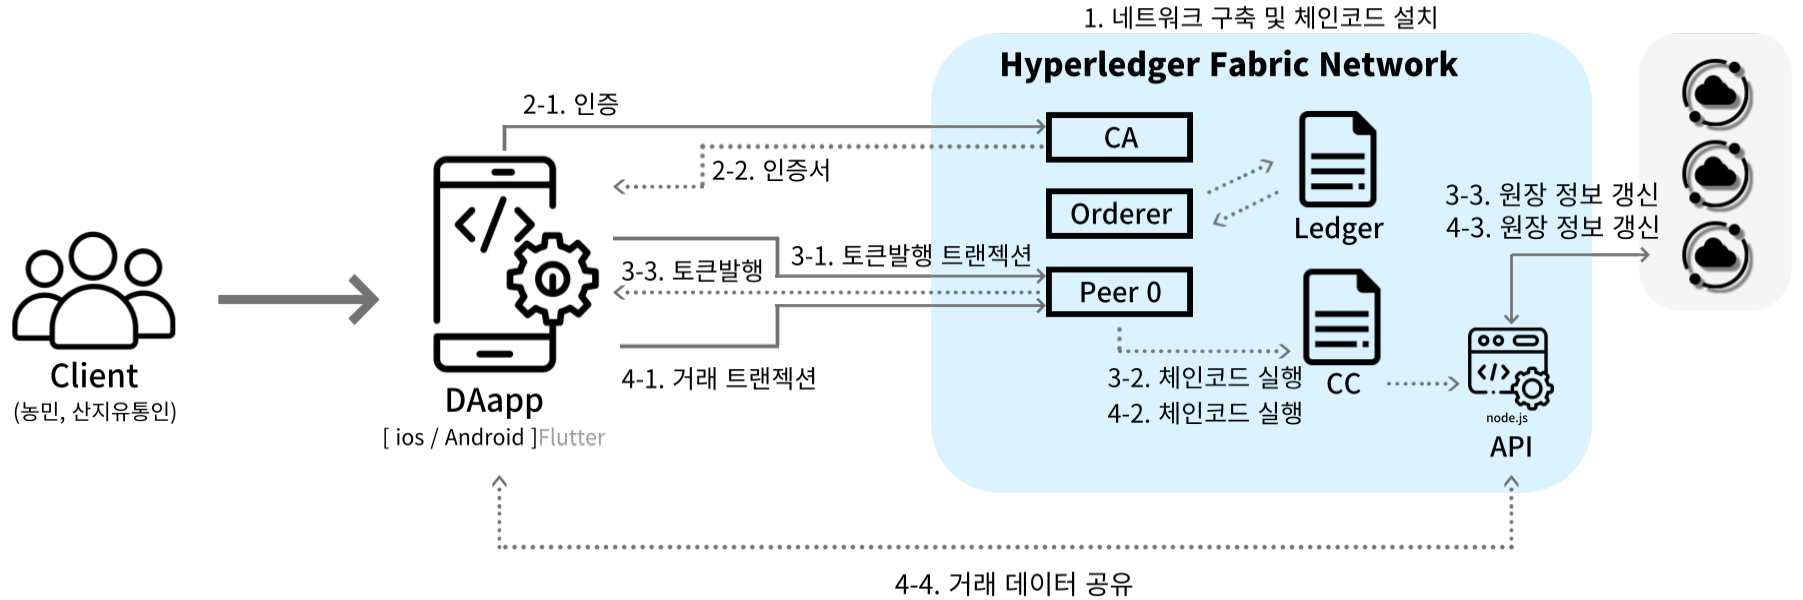 1. 네트워크 구축 및 체인코드 설치
Hyperledger Fabric Network
2-1. 인증
CA
2-2. 인증서
Orderer
Ledger
3-3. 원장 정보 갱신
4-3. 원장 정보 갱신
3-1. 토큰발행 트랜젝션
3-3. 토큰발행
Peer 0
4-1. 거래 트랜젝션
3-2. 체인코드 실행
4-2. 체인코드 실행
CC
node.js
API
Client
(농민, 산지유통인)
DAapp
[ ios / Android ]Flutter
4-4. 거래 데이터 공유